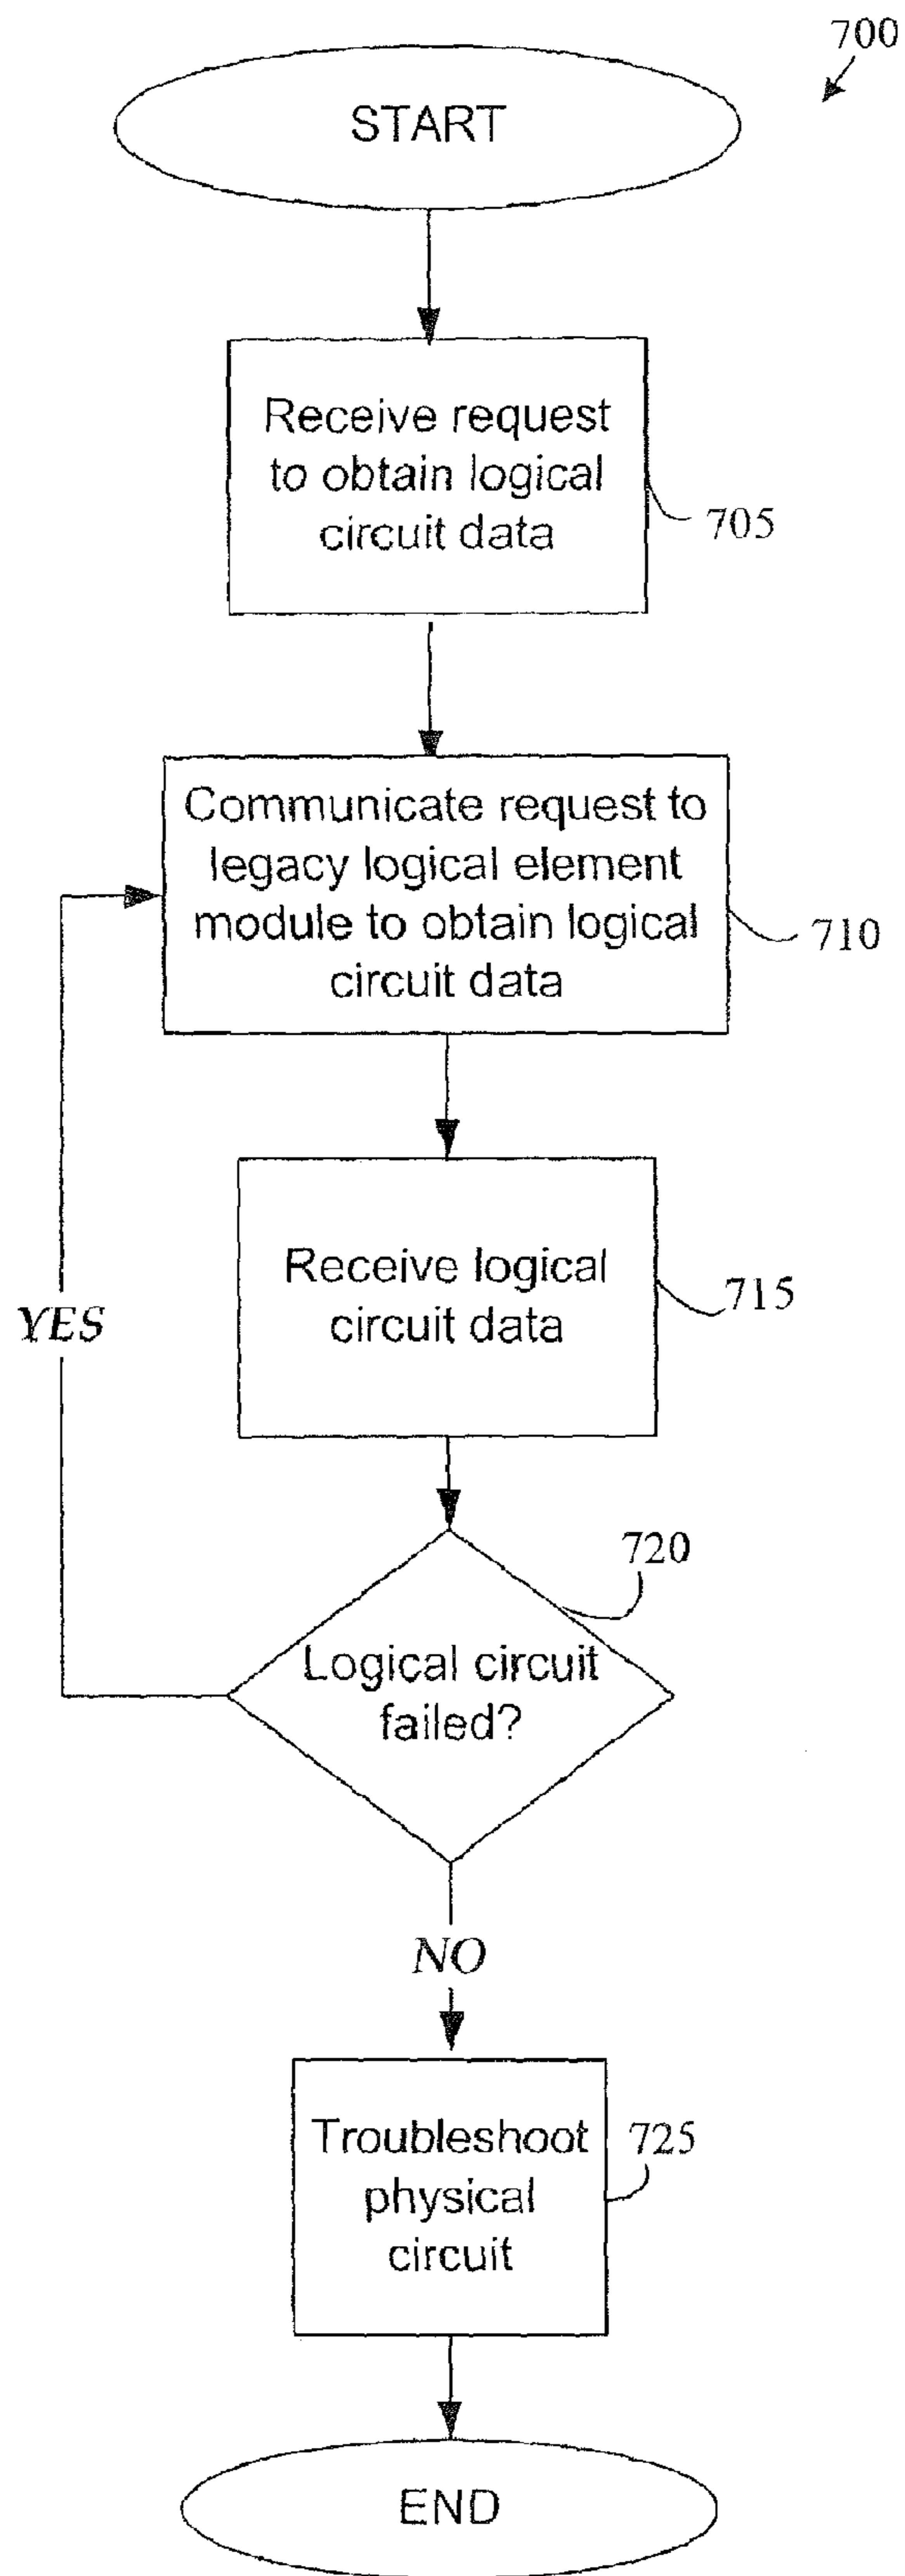 700
START
Receive request
to obtain logical
circuit data
705
Communicate request to
legacy logical element
module to obtain logical
circuit data
710
Receive logical
circuit data
715
YES
720
Logical circuit
failed?
NO
Troubleshoot
physical
circuit
725
END